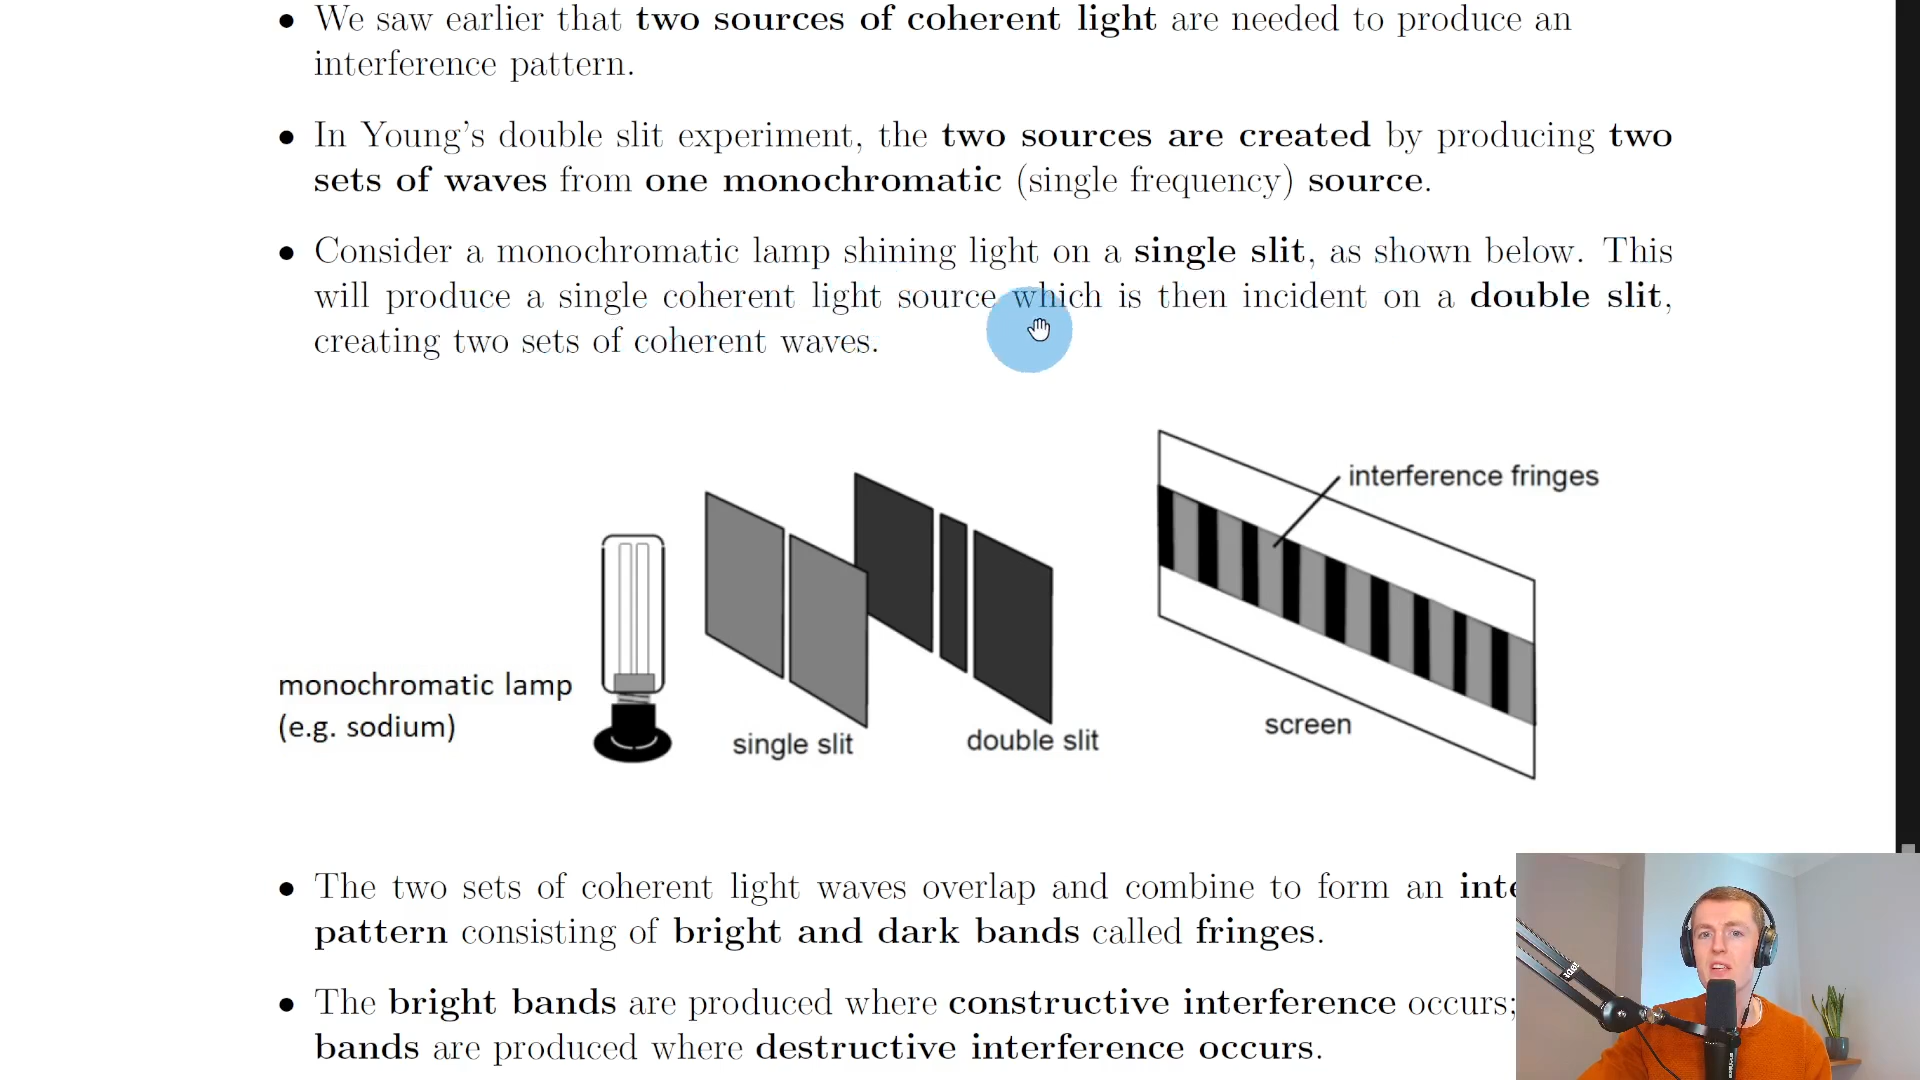 • We saw earlier that two sources of coherent light are needed to produce an
interference pattern.
• In Young's double slit experiment, the two sources are created by producing two
sets of waves from one monochromatic (single frequency) source.
• Consider a monochromatic lamp shining light on a single slit, as shown below. This
will produce a single coherent light source which is then incident on a double slit,
creating two sets of coherent waves.
interference fringes
monochromatic lamp
(e.g. sodium)
single slit
double slit
screen
• The two sets of coherent light waves overlap and combine to form an
pattern consisting of bright and dark bands called fringes.
• The bright bands are produced where constructive interference occurs;
bands are produced where destructive interference occurs.